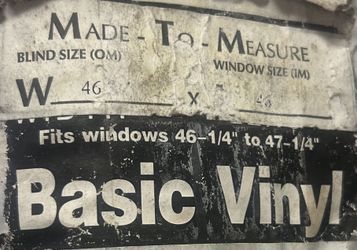 MADE - TO - MEASURE
BLIND SIZE (OM) WINDOW SIZE (IM)
W 46 X
Fits windows 46-1/4" to 47-1/4"
Basic Vinyl